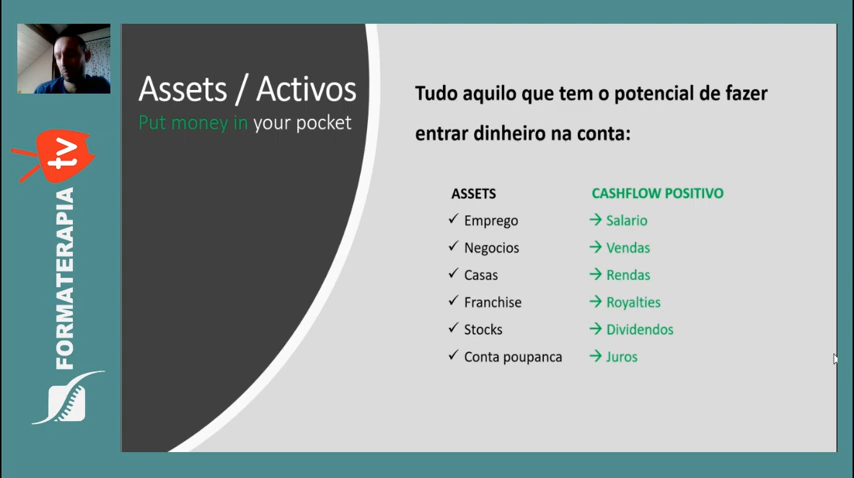 Assets / Activos
Put money in your pocket
Tudo aquilo que tem o potencial de fazer
entrar dinheiro na conta:
ASSETS CASHFLOW POSITIVO
✓ Emprego → Salario
✓ Negocios → Vendas
✓ Casas → Rendas
✓ Franchise → Royalties
✓ Stocks → Dividendos
✓ Conta poupanca → Juros
FORMATERAPIA tv